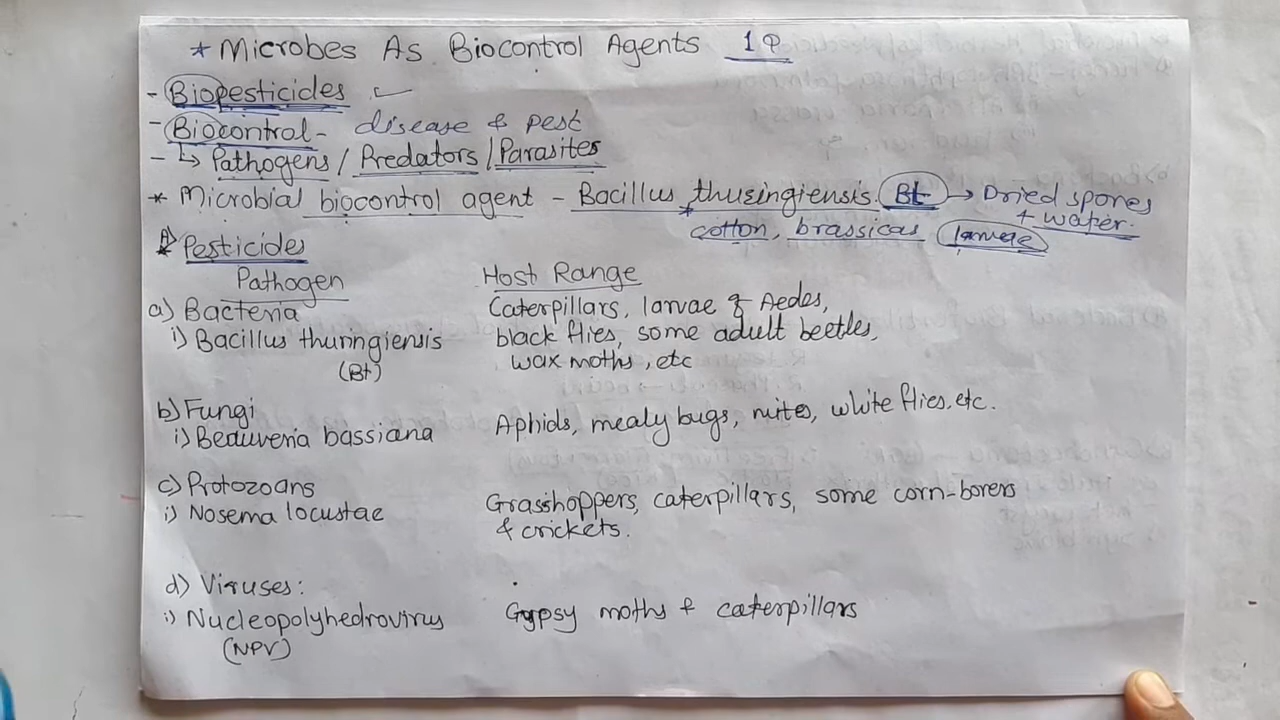 * Microbes As Biocontrol Agents 1 Q
- Biopesticides
- Biocontrol - disease & pest
- ↳ Pathogens / Predators / Parasites
* Microbial biocontrol agent - Bacillus thusingiensis. Bt → Dried spores
+ water.
cotton, brassicas larvae
Pesticides
Pathogen Host Range
a) Bacteria Caterpillars, larvae of Aedes,
i) Bacillus thuringiensis black flies, some adult beetles,
(Bt) wax moths, etc
b) Fungi
i) Beauveria bassiana Aphids, mealy bugs, mites, white flies. etc.
c) Protozoans Grasshoppers, caterpillars, some corn-borers
i) Nosema locustae & crickets.
d) Viruses:
i) Nucleopolyhedrovirus Gypsy moths & caterpillars
(NPV)